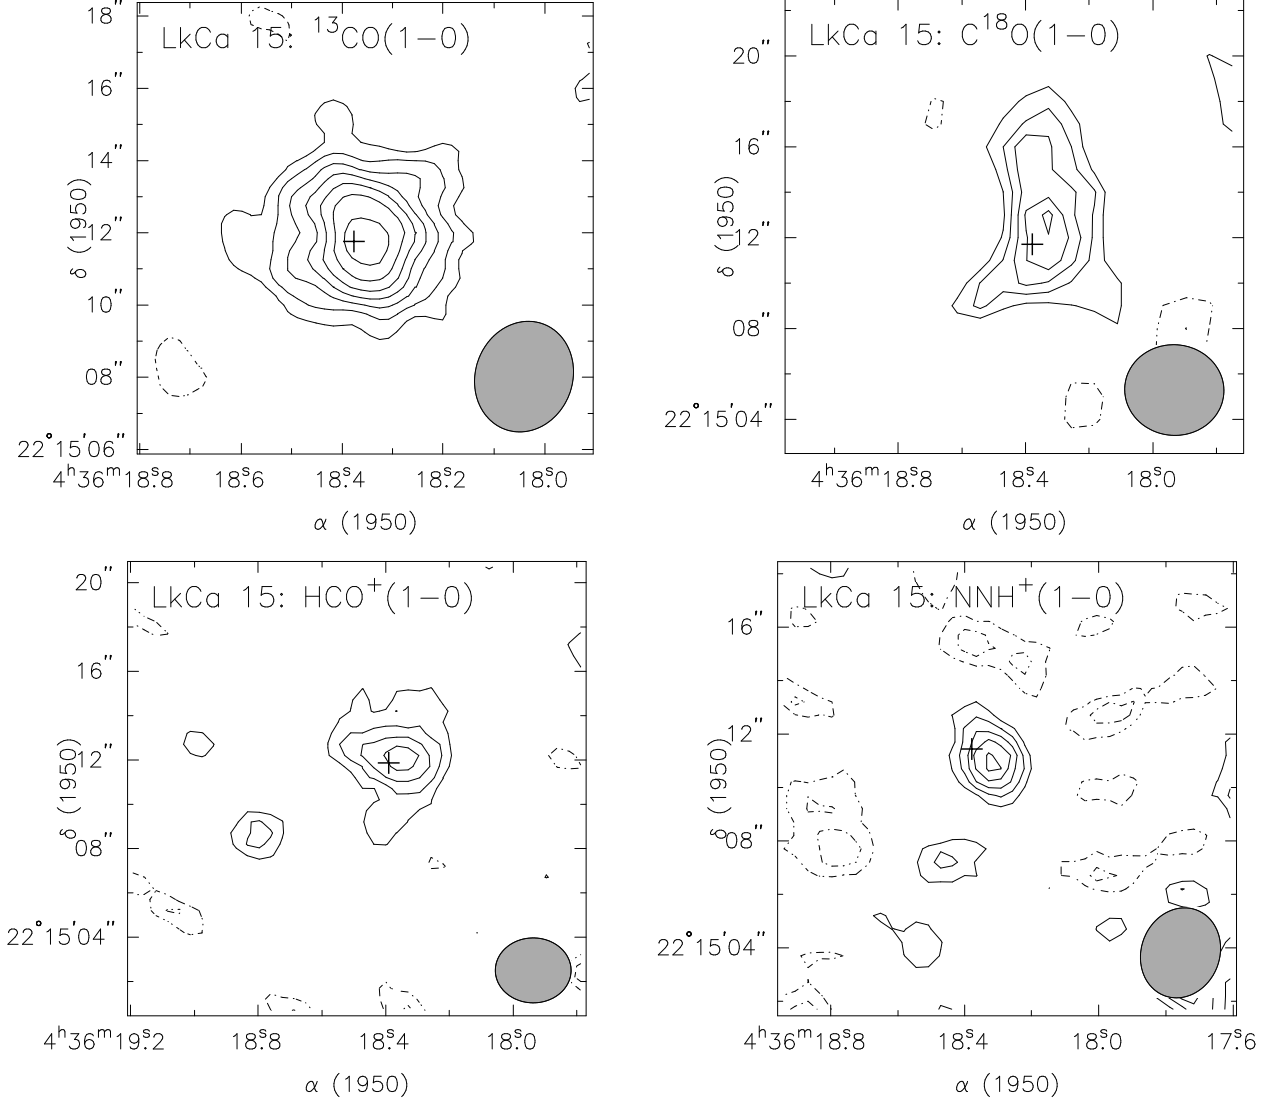 LkCa 15: ¹³CO(1−0)
18″
16″
14″
12″
10″
08″
22°15′06″
δ (1950)
4ʰ36ᵐ18ˢ.8 18ˢ.6 18ˢ.4 18ˢ.2 18ˢ.0
α (1950)
LkCa 15: C¹⁸O(1−0)
20″
16″
12″
08″
22°15′04″
δ (1950)
4ʰ36ᵐ18ˢ.8 18ˢ.4 18ˢ.0
α (1950)
LkCa 15: HCO⁺(1−0)
20″
16″
12″
08″
22°15′04″
δ (1950)
4ʰ36ᵐ19ˢ.2 18ˢ.8 18ˢ.4 18ˢ.0
α (1950)
LkCa 15: NNH⁺(1−0)
16″
12″
08″
22°15′04″
δ (1950)
4ʰ36ᵐ18ˢ.8 18ˢ.4 18ˢ.0 17ˢ.6
α (1950)